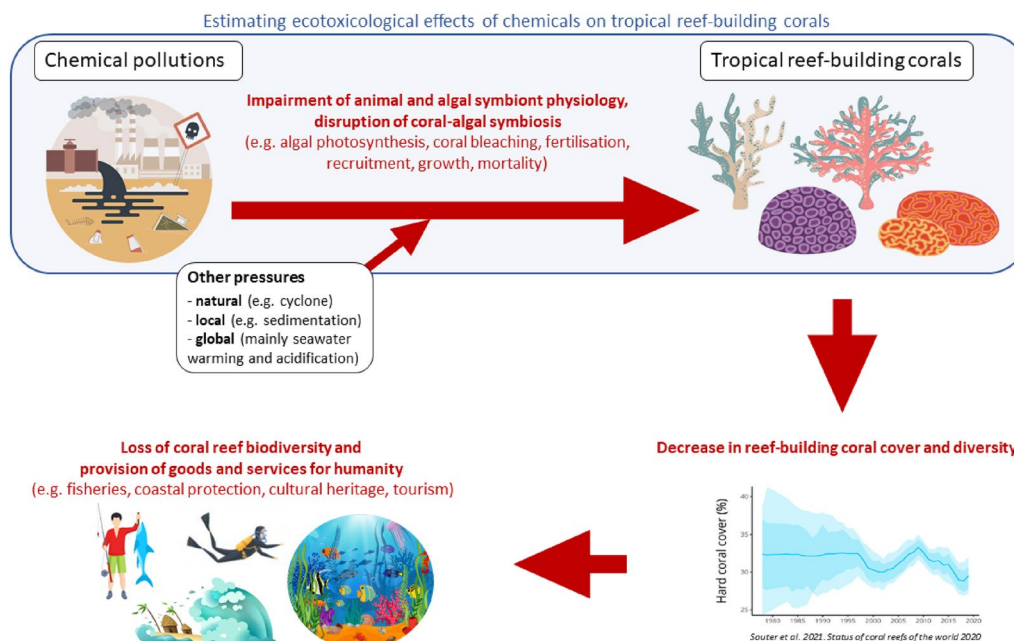 Estimating ecotoxicological effects of chemicals on tropical reef-building corals
Chemical pollutions
Tropical reef-building corals
Impairment of animal and algal symbiont physiology,
disruption of coral-algal symbiosis
(e.g. algal photosynthesis, coral bleaching, fertilisation,
recruitment, growth, mortality)
Other pressures
- natural (e.g. cyclone)
- local (e.g. sedimentation)
- global (mainly seawater
warming and acidification)
Loss of coral reef biodiversity and
provision of goods and services for humanity
(e.g. fisheries, coastal protection, cultural heritage, tourism)
Decrease in reef-building coral cover and diversity
Hard coral cover (%)
40
35
30
25
1980 1985 1990 1995 2000 2005 2010 2015 2020
Souter et al. 2021. Status of coral reefs of the world 2020